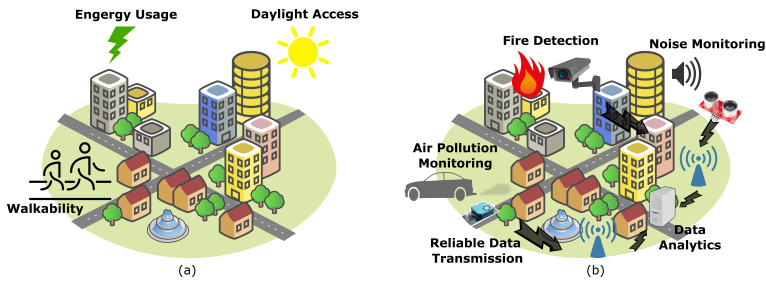 Engergy Usage
Daylight Access
Walkability
(a)
Fire Detection
Noise Monitoring
Air Pollution
Monitoring
Reliable Data
Transmission
Data
Analytics
(b)